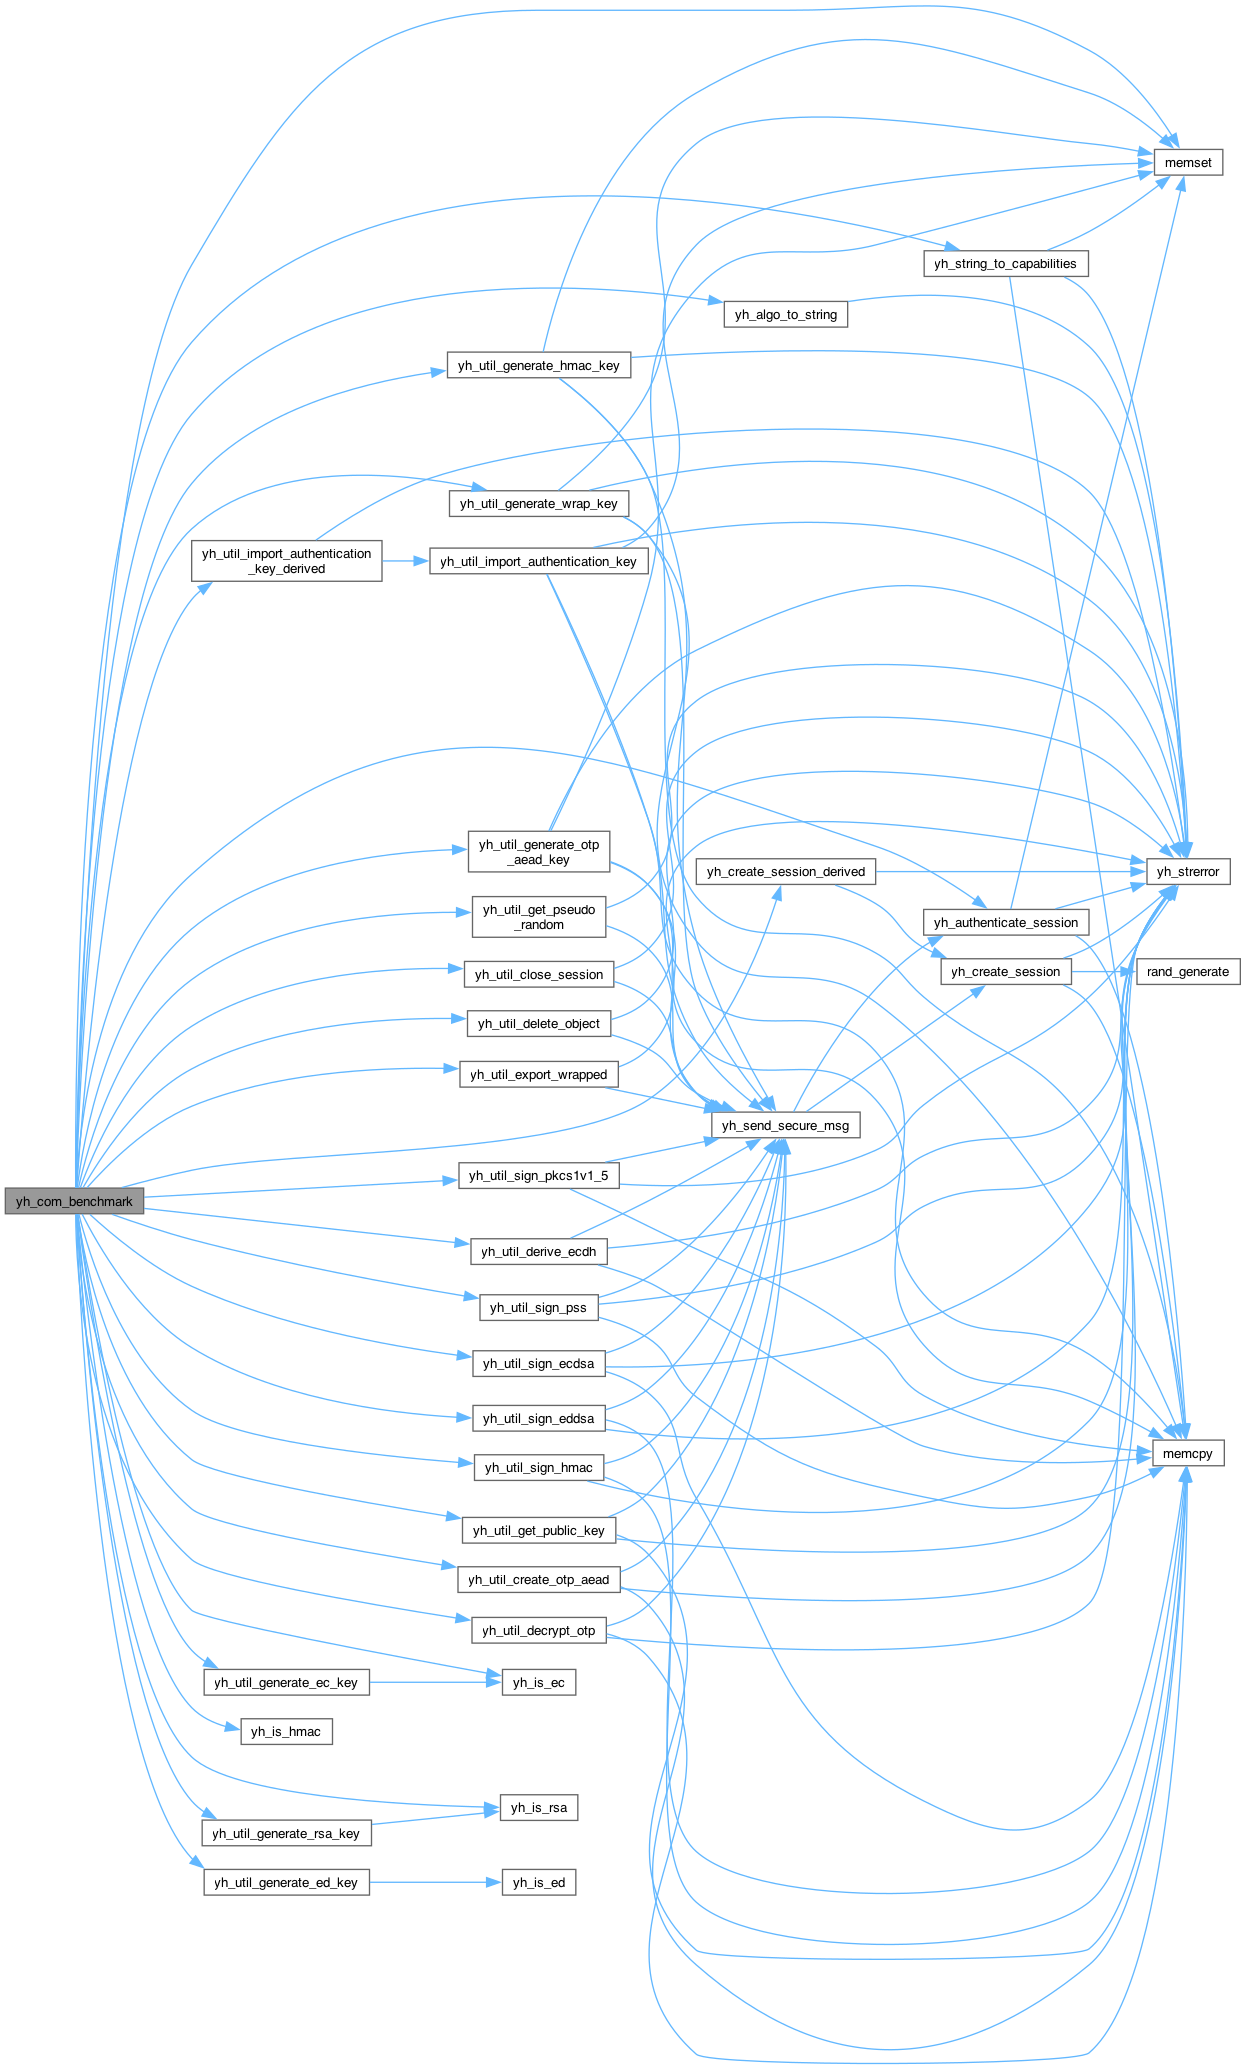 memset
yh_string_to_capabilities
yh_algo_to_string
yh_util_generate_hmac_key
yh_util_generate_wrap_key
yh_util_import_authentication
_key_derived
yh_util_import_authentication_key
yh_util_generate_otp
_aead_key
yh_create_session_derived
yh_strerror
yh_util_get_pseudo
_random
yh_authenticate_session
yh_util_close_session
yh_create_session
rand_generate
yh_util_delete_object
yh_util_export_wrapped
yh_send_secure_msg
yh_util_sign_pkcs1v1_5
yh_com_benchmark
yh_util_derive_ecdh
yh_util_sign_pss
yh_util_sign_ecdsa
yh_util_sign_eddsa
memcpy
yh_util_sign_hmac
yh_util_get_public_key
yh_util_create_otp_aead
yh_util_decrypt_otp
yh_util_generate_ec_key
yh_is_ec
yh_is_hmac
yh_is_rsa
yh_util_generate_rsa_key
yh_util_generate_ed_key
yh_is_ed